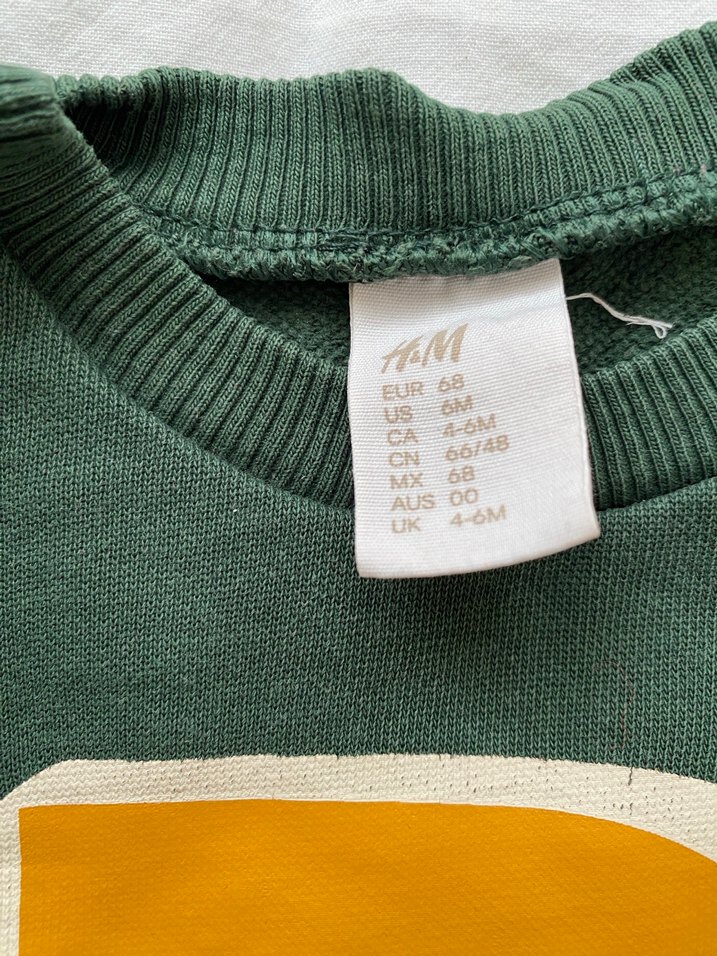 H&M
EUR 68
US 6M
CA 4-6M
CN 66/48
MX 68
AUS 00
UK 4-6M